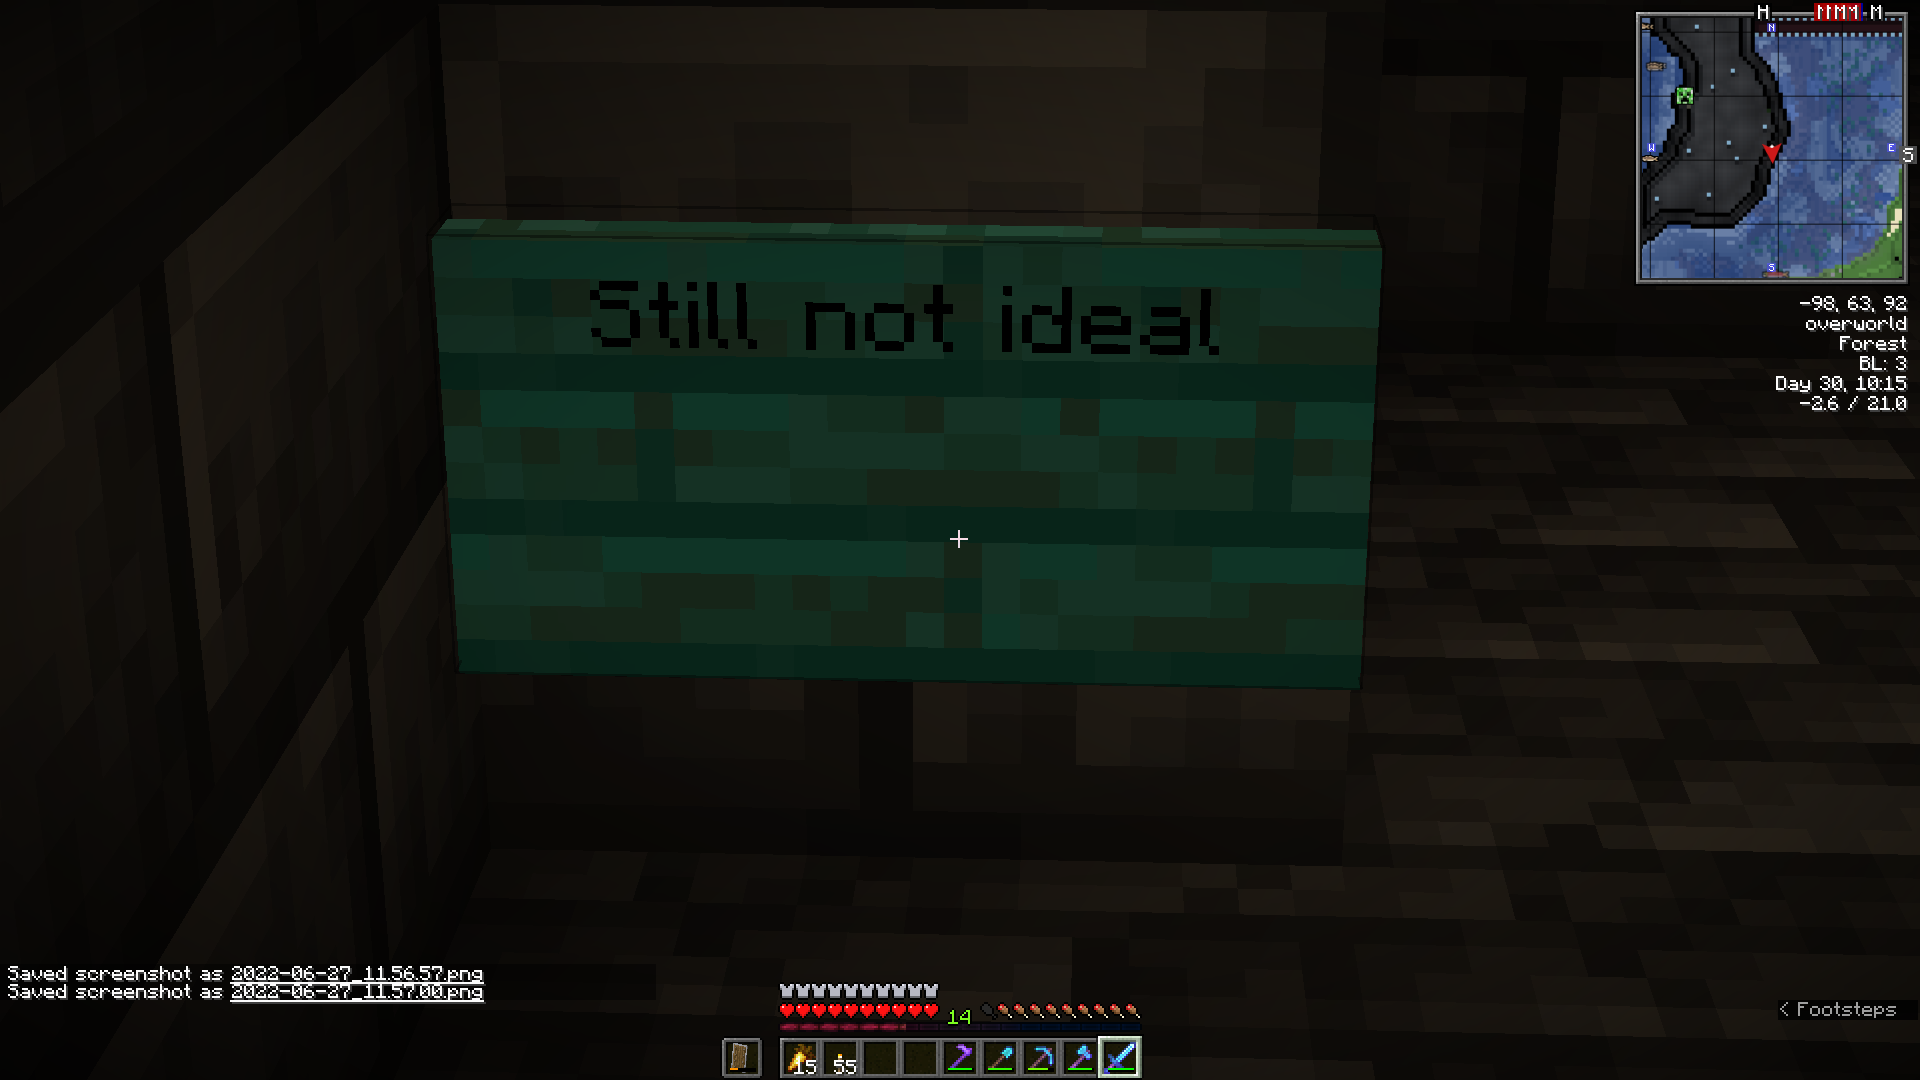 H M
N
W E S
S
-98, 63, 92
overworld
Forest
BL: 3
Day 30, 10:15
-2.6 / 21.0
Still not ideal
Saved screenshot as 2022-06-27_11.56.57.png
Saved screenshot as 2022-06-27_11.57.00.png
< Footsteps
14
15 55